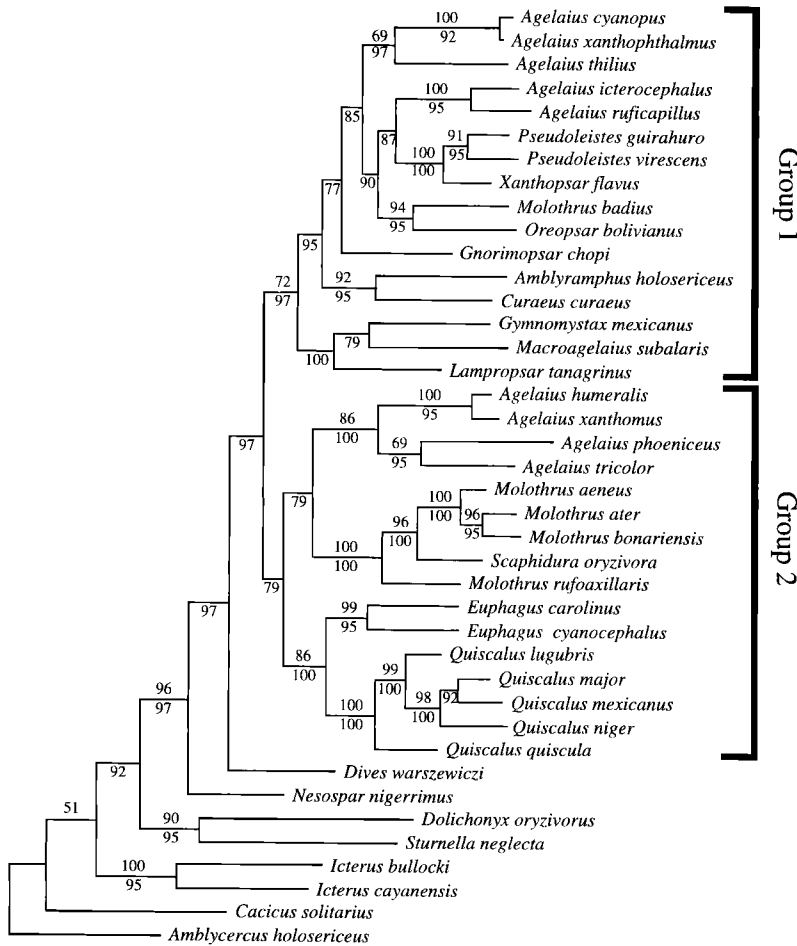 Agelaius cyanopus
100
92
Agelaius xanthophthalmus
69
97
Agelaius thilius
Agelaius icterocephalus
100
95
Agelaius ruficapillus
85
87
91
Pseudoleistes guirahuro
95
Pseudoleistes virescens
100
100
Xanthopsar flavus
90
77
94
Molothrus badius
95
Oreopsar bolivianus
Gnorimopsar chopi
95
92
Amblyramphus holosericeus
95
Curaeus curaeus
72
97
Gymnomystax mexicanus
79
Macroagelaius subalaris
100
Lampropsar tanagrinus
Group 1
100
Agelaius humeralis
95
Agelaius xanthomus
86
100
69
Agelaius phoeniceus
95
Agelaius tricolor
97
79
100
Molothrus aeneus
100
96
Molothrus ater
95
Molothrus bonariensis
96
100
Scaphidura oryzivora
100
100
Molothrus rufoaxillaris
79
99
Euphagus carolinus
95
Euphagus cyanocephalus
86
100
Quiscalus lugubris
99
100
Quiscalus major
98
92
100
Quiscalus mexicanus
Quiscalus niger
100
100
Quiscalus quiscula
Group 2
97
Dives warszewiczi
96
97
Nesospar nigerrimus
92
90
Dolichonyx oryzivorus
95
Sturnella neglecta
51
100
Icterus bullocki
95
Icterus cayanensis
Cacicus solitarius
Amblycercus holosericeus